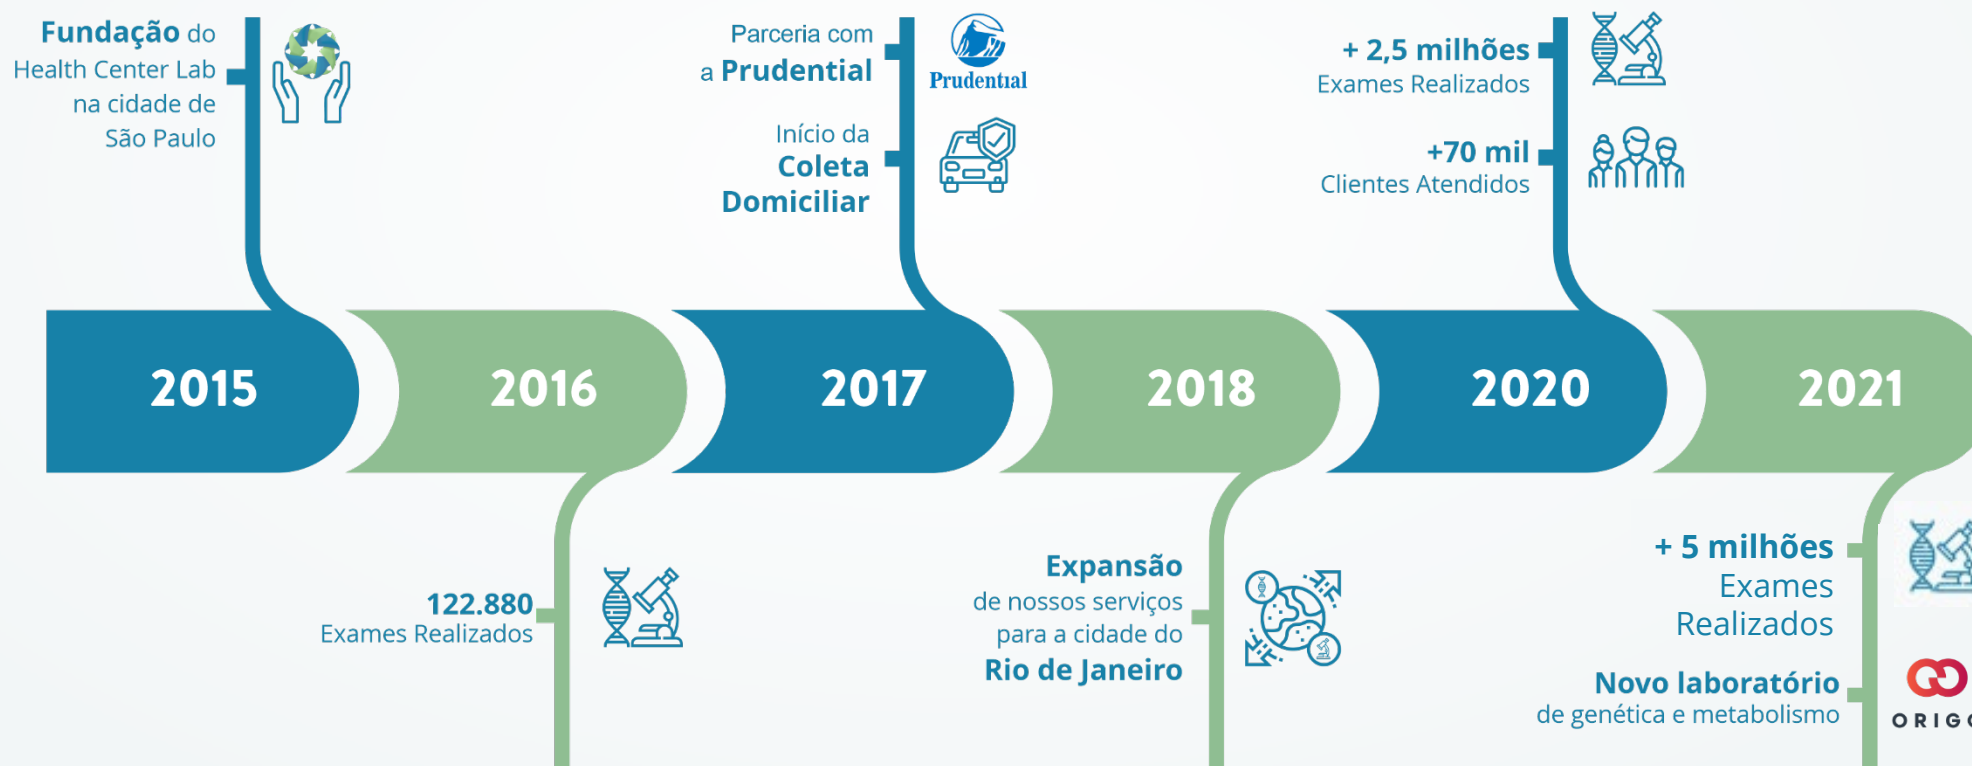 Fundação do
Health Center Lab
na cidade de
São Paulo
Parceria com
a Prudential
Prudential
Início da
Coleta
Domiciliar
+ 2,5 milhões
Exames Realizados
+70 mil
Clientes Atendidos
2015
2016
2017
2018
2020
2021
122.880
Exames Realizados
Expansão
de nossos serviços
para a cidade do
Rio de Janeiro
+ 5 milhões
Exames
Realizados
Novo laboratório
de genética e metabolismo